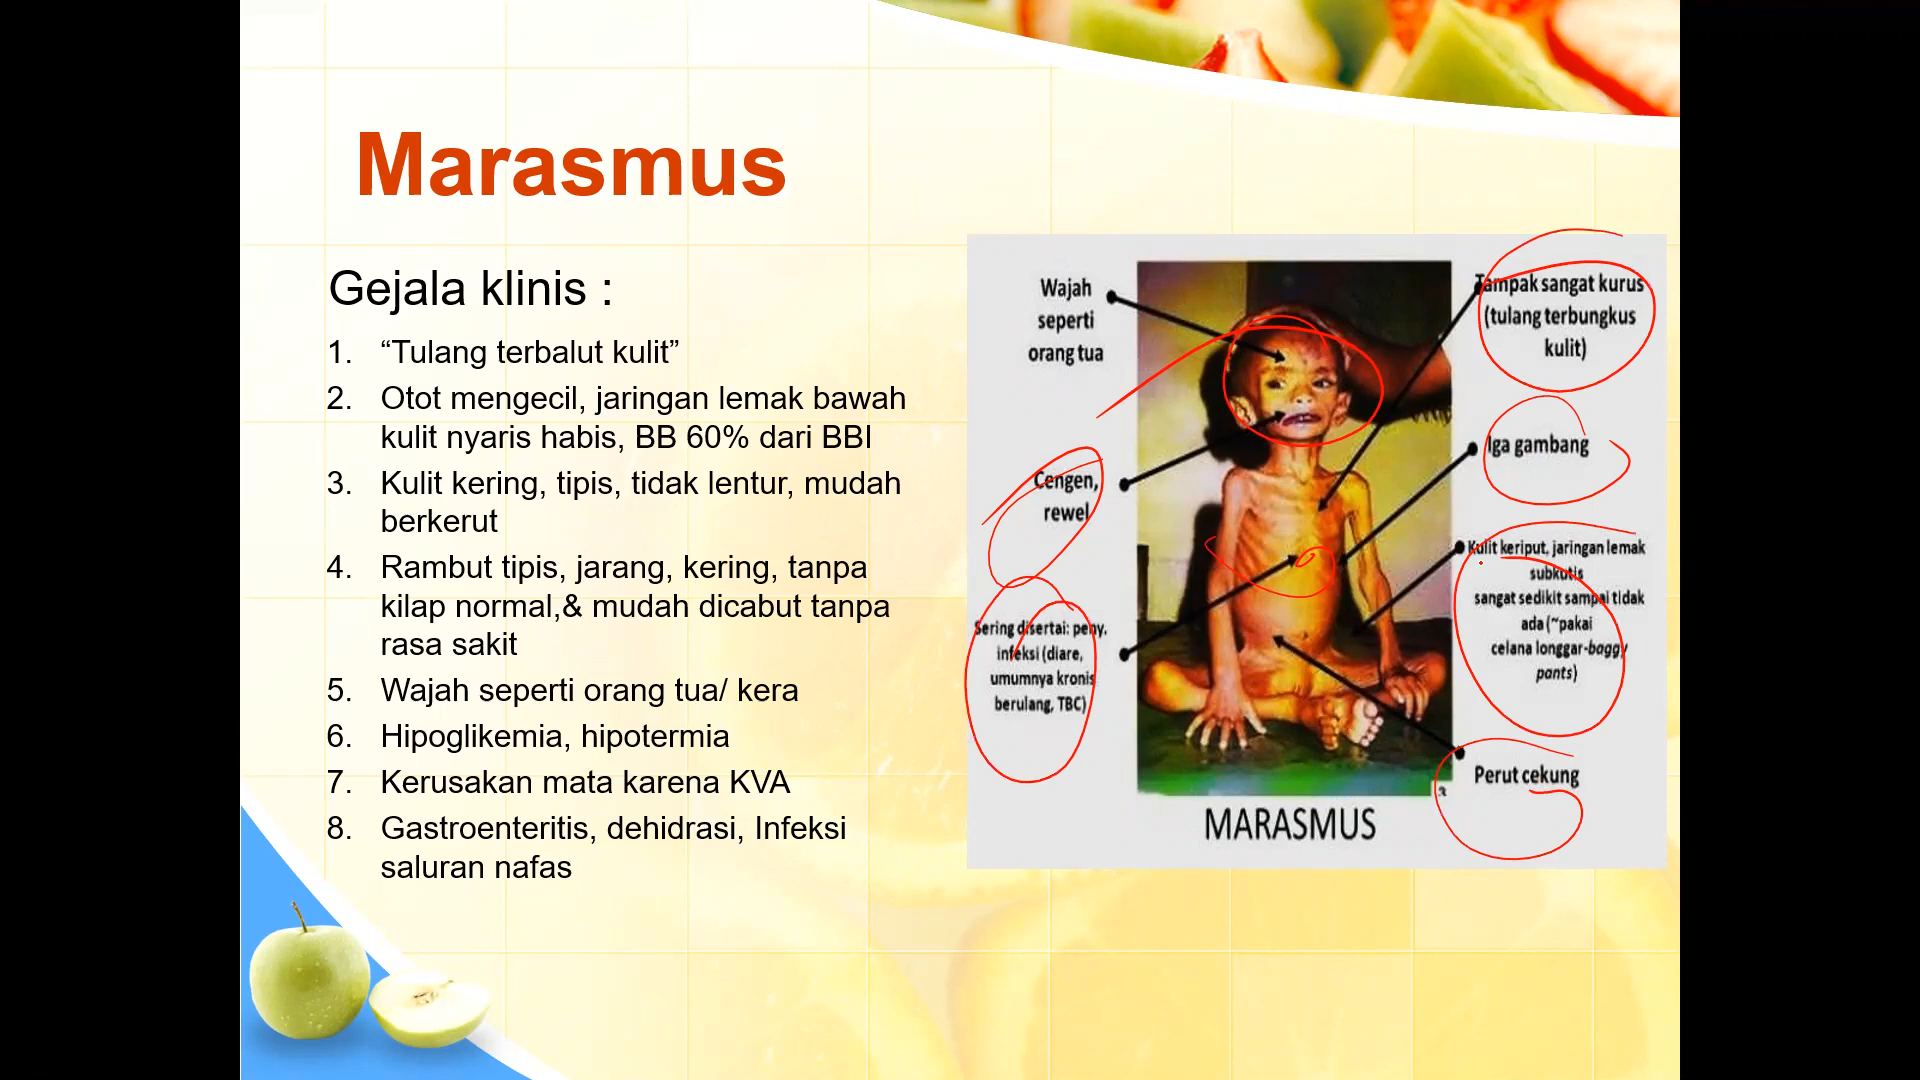 Marasmus
Gejala klinis :
1. “Tulang terbalut kulit”
2. Otot mengecil, jaringan lemak bawah
kulit nyaris habis, BB 60% dari BBI
3. Kulit kering, tipis, tidak lentur, mudah
berkerut
4. Rambut tipis, jarang, kering, tanpa
kilap normal,& mudah dicabut tanpa
rasa sakit
5. Wajah seperti orang tua/ kera
6. Hipoglikemia, hipotermia
7. Kerusakan mata karena KVA
8. Gastroenteritis, dehidrasi, Infeksi
saluran nafas
Wajah
seperti
orang tua
Cengen,
rewel
Sering disertai: peny.
infeksi (diare,
umumnya kronis
berulang, TBC)
Tampak sangat kurus
(tulang terbungkus
kulit)
Iga gambang
Kulit keriput, jaringan lemak
subkutis
sangat sedikit sampai tidak
ada (~pakai
celana longgar-baggy
pants)
Perut cekung
3
MARASMUS